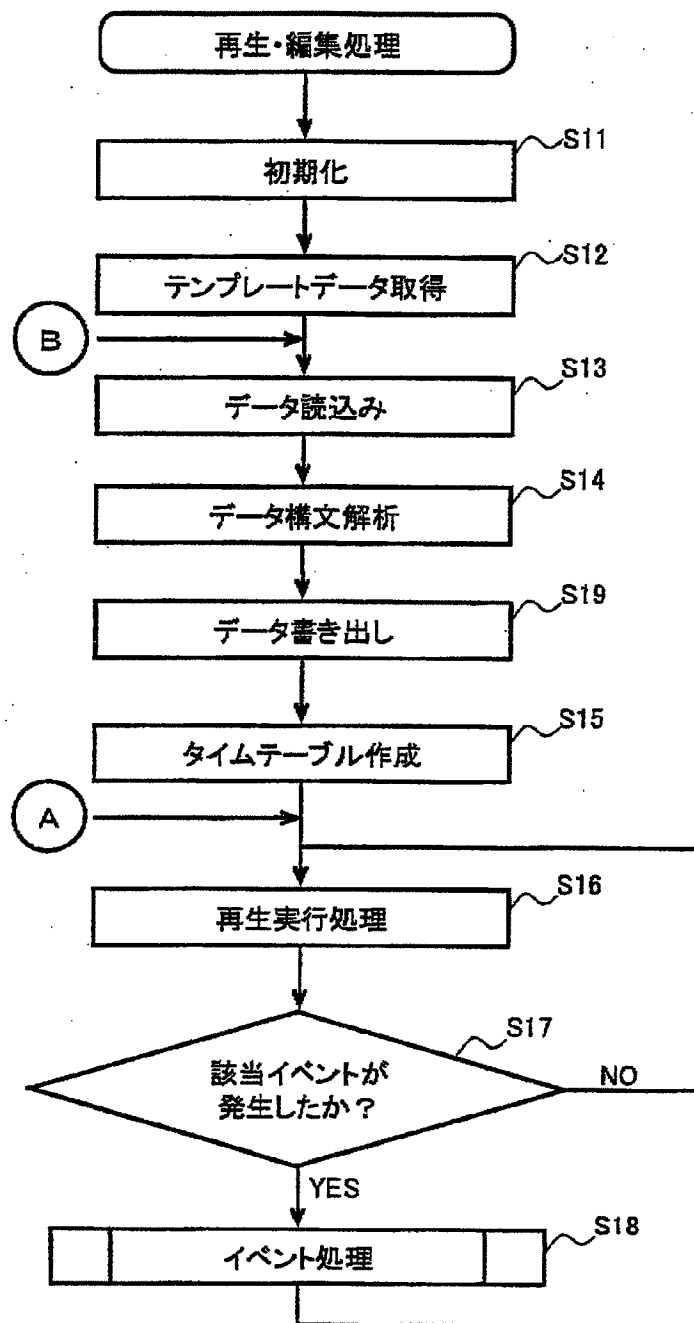 再生・編集処理
S11
初期化
S12
テンプレートデータ取得
B
S13
データ読込み
S14
データ構文解析
S19
データ書き出し
S15
タイムテーブル作成
A
S16
再生実行処理
S17
該当イベントが
発生したか？
NO
YES
S18
イベント処理